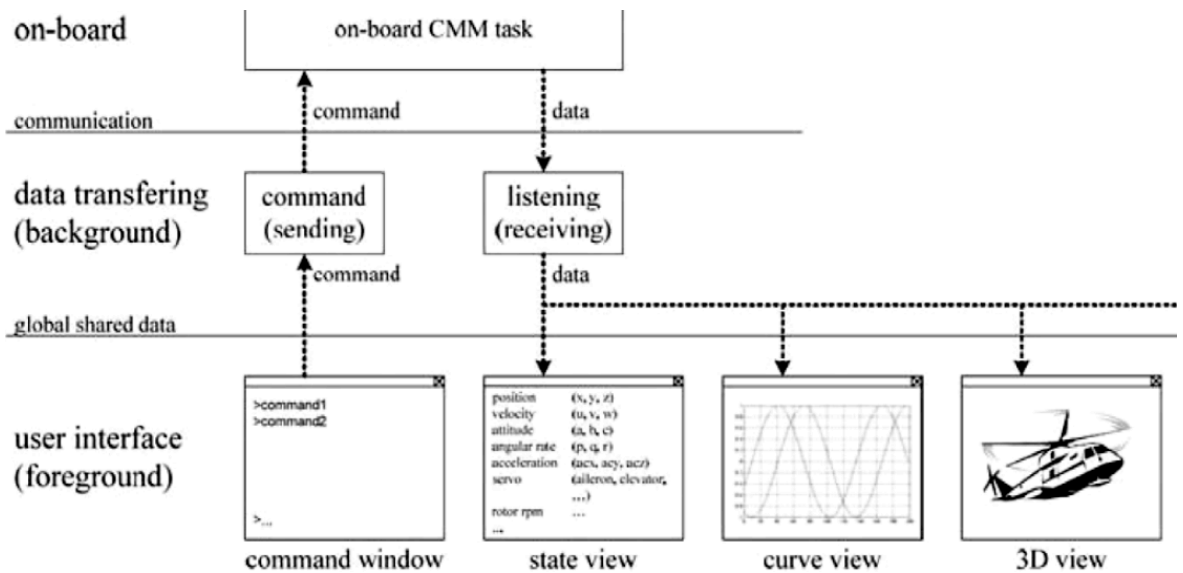 on-board
on-board CMM task
command
data
communication
data transfering
(background)
command
(sending)
listening
(receiving)
command
data
global shared data
user interface
(foreground)
>command1
>command2
>...
command window
position (x, y, z)
velocity (u, v, w)
attitude (a, b, c)
angular rate (p, q, r)
acceleration (acx, acy, acz)
servo (aileron, elevator,
...)
rotor rpm ...
...
state view
curve view
3D view